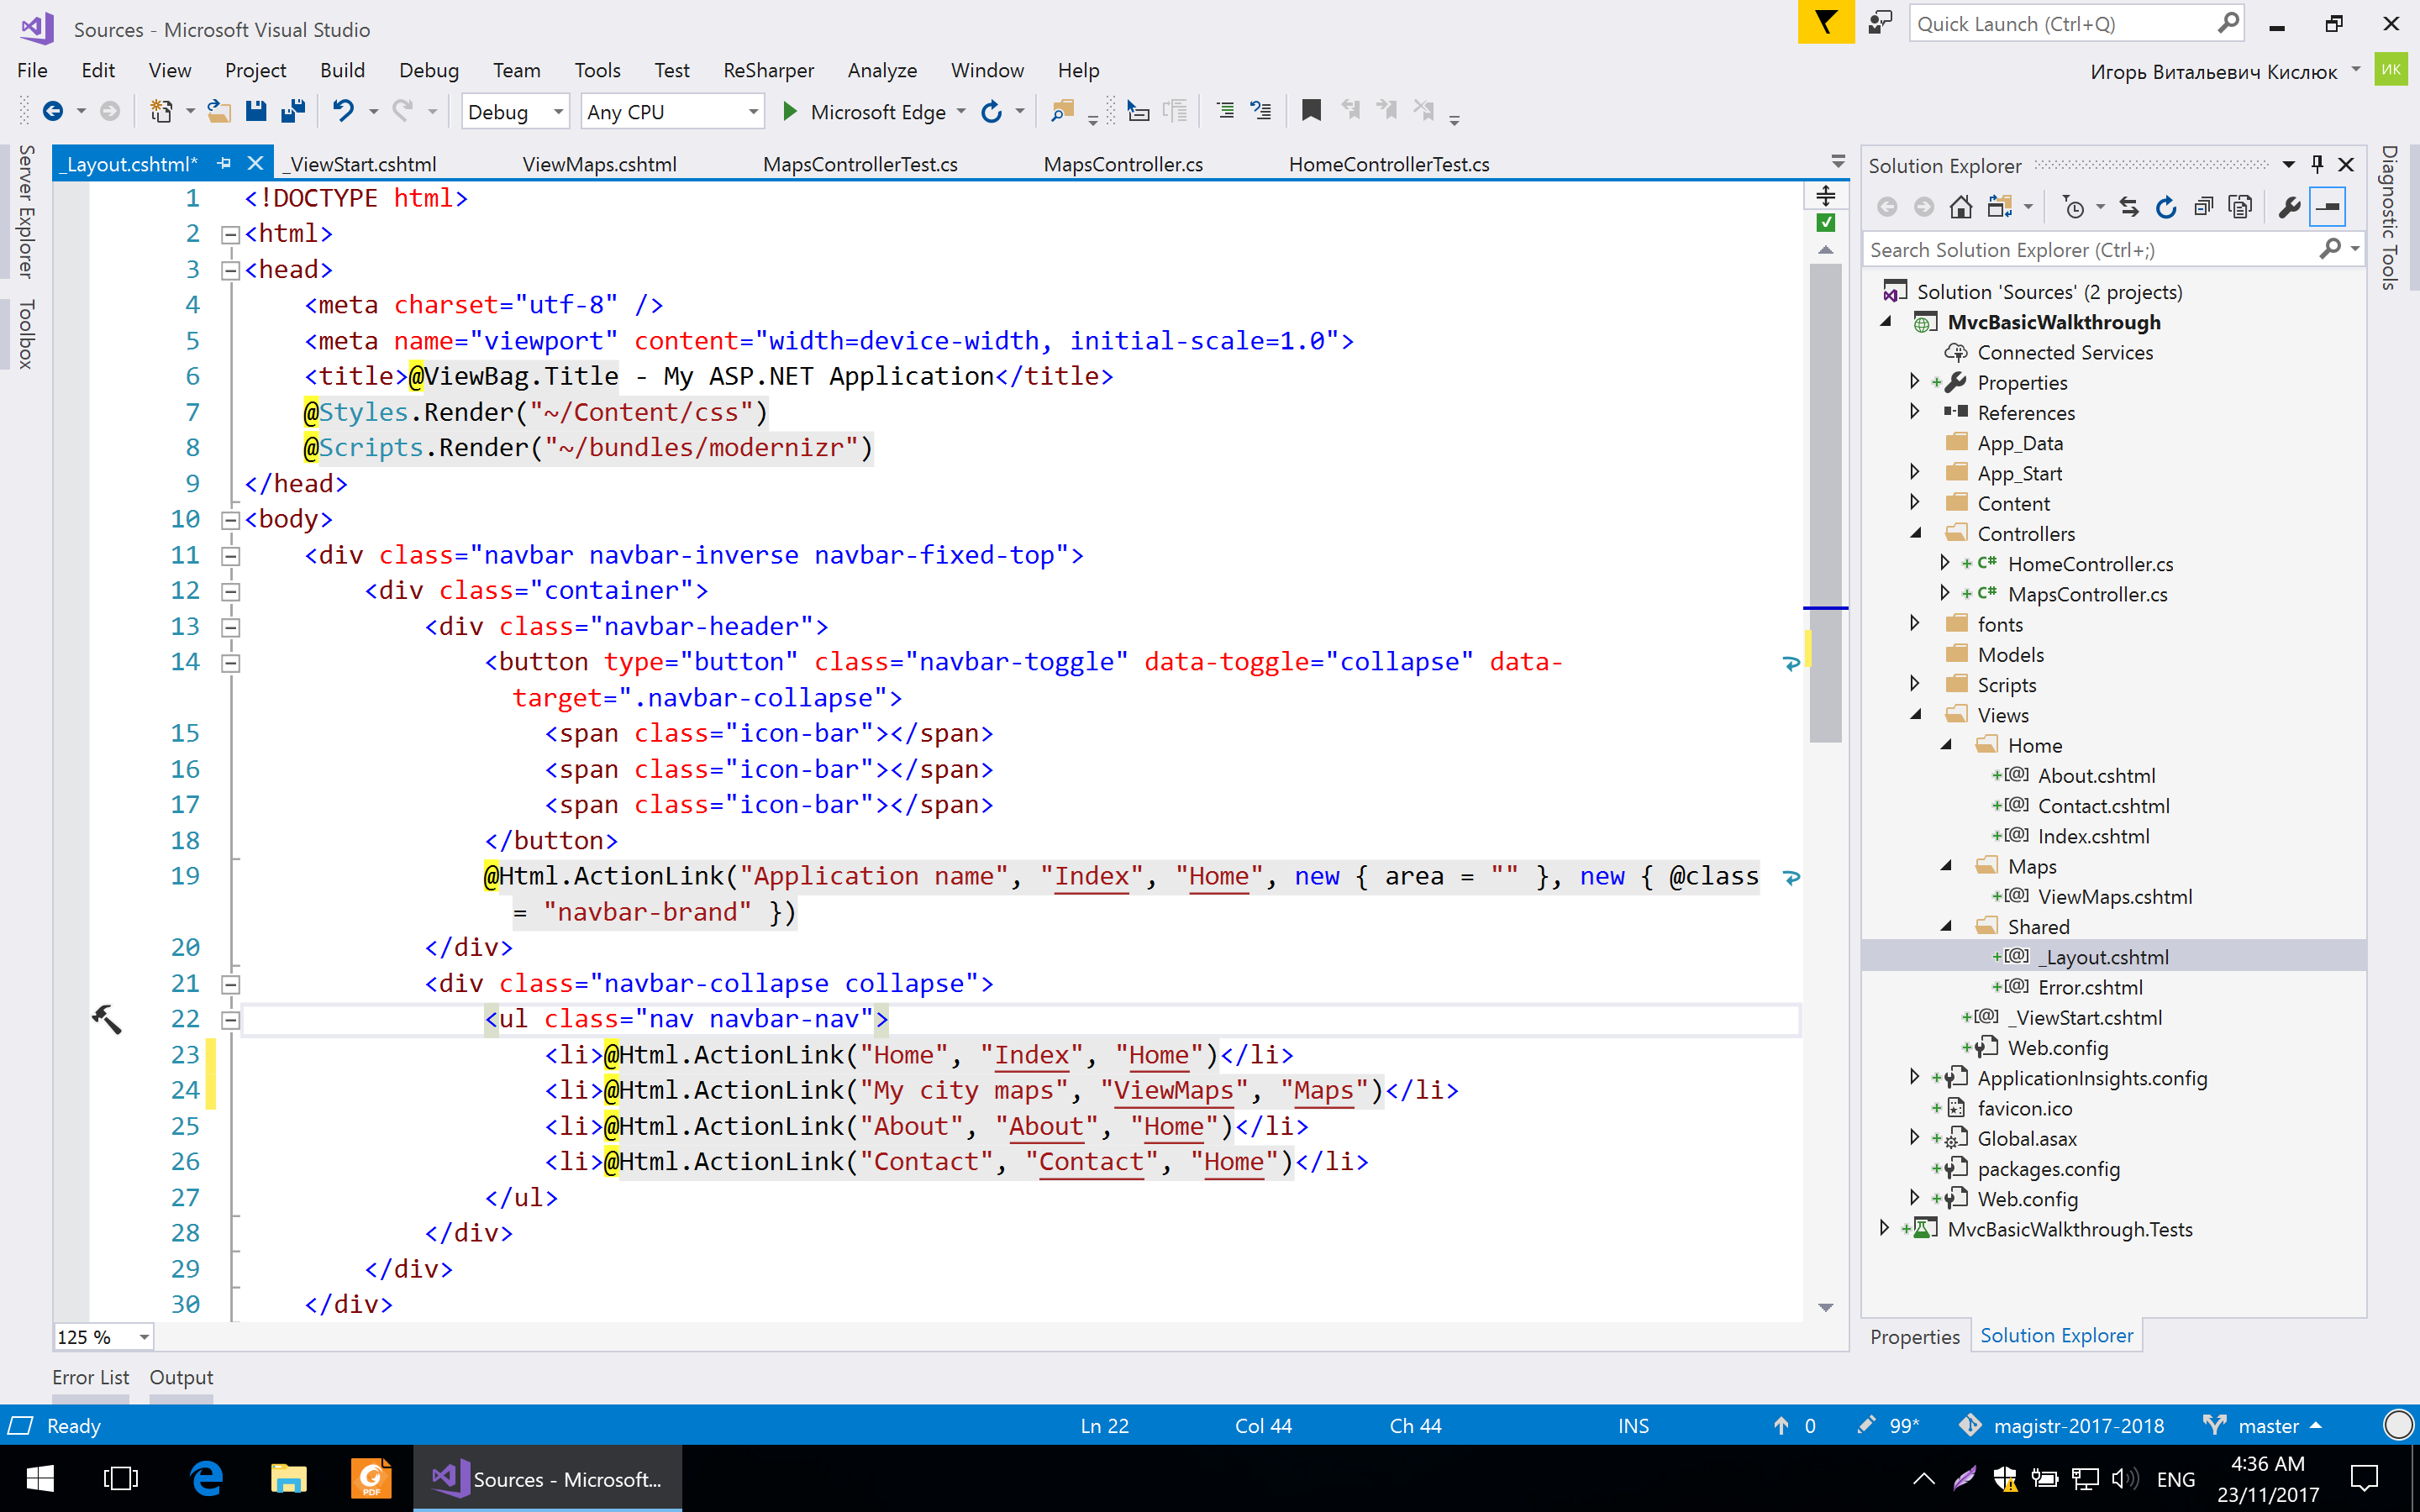 Sources - Microsoft Visual Studio
Quick Launch (Ctrl+Q)
File Edit View Project Build Debug Team Tools Test ReSharper Analyze Window Help
Игорь Витальевич Кислюк ИК
Debug Any CPU Microsoft Edge
Server Explorer
Toolbox
_Layout.cshtml* _ViewStart.cshtml ViewMaps.cshtml MapsControllerTest.cs MapsController.cs HomeControllerTest.cs
1 <!DOCTYPE html>
2 <html>
3 <head>
4 <meta charset="utf-8" />
5 <meta name="viewport" content="width=device-width, initial-scale=1.0">
6 <title>@ViewBag.Title - My ASP.NET Application</title>
7 @Styles.Render("~/Content/css")
8 @Scripts.Render("~/bundles/modernizr")
9 </head>
10 <body>
11 <div class="navbar navbar-inverse navbar-fixed-top">
12 <div class="container">
13 <div class="navbar-header">
14 <button type="button" class="navbar-toggle" data-toggle="collapse" data-
target=".navbar-collapse">
15 <span class="icon-bar"></span>
16 <span class="icon-bar"></span>
17 <span class="icon-bar"></span>
18 </button>
19 @Html.ActionLink("Application name", "Index", "Home", new { area = "" }, new { @class
= "navbar-brand" })
20 </div>
21 <div class="navbar-collapse collapse">
22 <ul class="nav navbar-nav">
23 <li>@Html.ActionLink("Home", "Index", "Home")</li>
24 <li>@Html.ActionLink("My city maps", "ViewMaps", "Maps")</li>
25 <li>@Html.ActionLink("About", "About", "Home")</li>
26 <li>@Html.ActionLink("Contact", "Contact", "Home")</li>
27 </ul>
28 </div>
29 </div>
30 </div>
125 %
Solution Explorer
Search Solution Explorer (Ctrl+;)
Solution 'Sources' (2 projects)
MvcBasicWalkthrough
Connected Services
Properties
References
App_Data
App_Start
Content
Controllers
C# HomeController.cs
C# MapsController.cs
fonts
Models
Scripts
Views
Home
[@] About.cshtml
[@] Contact.cshtml
[@] Index.cshtml
Maps
[@] ViewMaps.cshtml
Shared
[@] _Layout.cshtml
[@] Error.cshtml
[@] _ViewStart.cshtml
Web.config
ApplicationInsights.config
favicon.ico
Global.asax
packages.config
Web.config
MvcBasicWalkthrough.Tests
Properties Solution Explorer
Diagnostic Tools
Error List Output
Ready Ln 22 Col 44 Ch 44 INS 0 99* magistr-2017-2018 master
PDF Sources - Microsoft... ENG
4:36 AM
23/11/2017